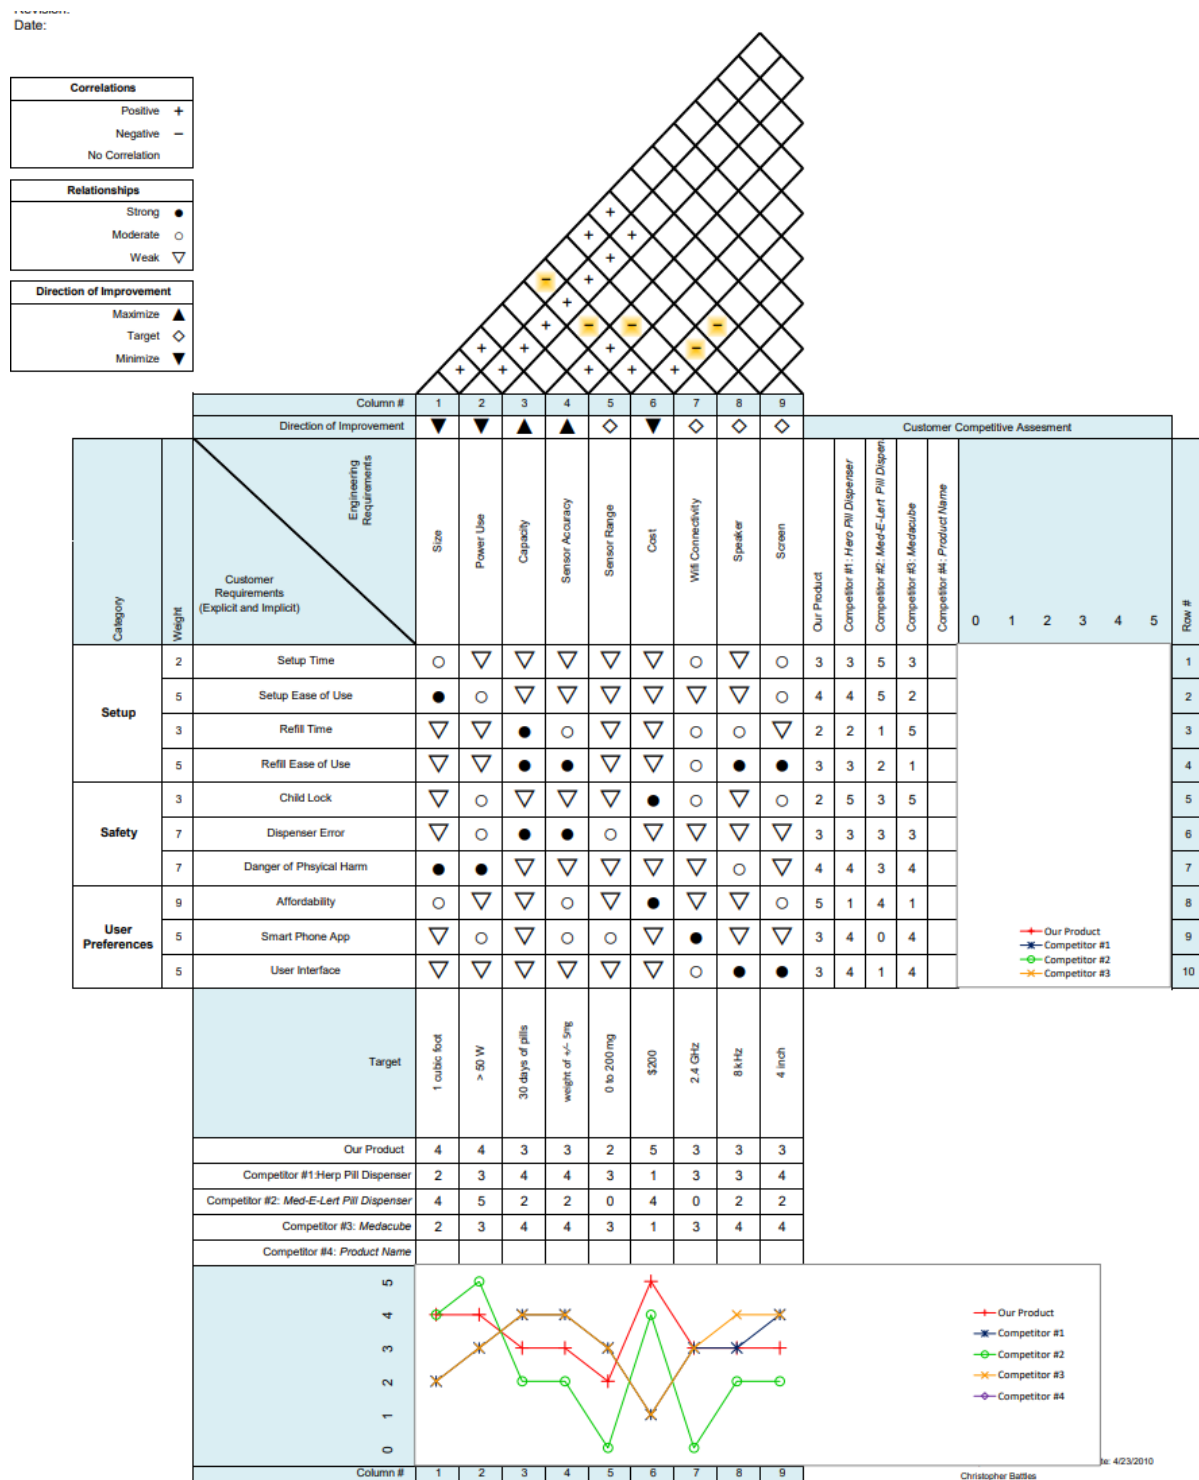 Date:
Correlations
Positive +
Negative −
No Correlation
Relationships
Strong ●
Moderate ○
Weak ▽
Direction of Improvement
Maximize ▲
Target ◇
Minimize ▼
Column # 1 2 3 4 5 6 7 8 9
Direction of Improvement ▼ ▼ ▲ ▲ ◇ ▼ ◇ ◇ ◇ Customer Competitive Assesment
Category
Weight
Customer
Requirements
(Explicit and Implicit)
Engineering
Requirements
Size
Power Use
Capacity
Sensor Accuracy
Sensor Range
Cost
Wifi Connectivity
Speaker
Screen
Our Product
Competitor #1: Hero Pill Dispenser
Competitor #2: Med-E-Lert Pill Dispen
Competitor #3: Medacube
Competitor #4: Product Name
0 1 2 3 4 5
Row #
Setup
2 Setup Time ○ ▽ ▽ ▽ ▽ ▽ ○ ▽ ○ 3 3 5 3 1
5 Setup Ease of Use ● ○ ▽ ▽ ▽ ▽ ▽ ▽ ○ 4 4 5 2 2
3 Refill Time ▽ ▽ ● ○ ▽ ▽ ○ ○ ▽ 2 2 1 5 3
5 Refill Ease of Use ▽ ▽ ● ● ▽ ▽ ○ ● ● 3 3 2 1 4
Safety
3 Child Lock ▽ ○ ▽ ▽ ▽ ● ○ ▽ ○ 2 5 3 5 5
7 Dispenser Error ▽ ○ ● ● ○ ▽ ▽ ▽ ▽ 3 3 3 3 6
7 Danger of Phsyical Harm ● ● ▽ ▽ ▽ ▽ ▽ ○ ▽ 4 4 3 4 7
User
Preferences
9 Affordability ○ ▽ ▽ ○ ▽ ● ▽ ▽ ○ 5 1 4 1 8
5 Smart Phone App ▽ ○ ▽ ○ ○ ▽ ● ▽ ▽ 3 4 0 4 9
5 User Interface ▽ ▽ ▽ ▽ ▽ ▽ ○ ● ● 3 4 1 4 10
Our Product
Competitor #1
Competitor #2
Competitor #3
Target
1 cubic foot
> 50 W
30 days of pills
weight of +/- 5mg
0 to 200 mg
$200
2.4 GHz
8 kHz
4 inch
Our Product 4 4 3 3 2 5 3 3 3
Competitor #1:Herp Pill Dispenser 2 3 4 4 3 1 3 3 4
Competitor #2: Med-E-Lert Pill Dispenser 4 5 2 2 0 4 0 2 2
Competitor #3: Medacube 2 3 4 4 3 1 3 4 4
Competitor #4: Product Name
5
4
3
2
1
0
Our Product
Competitor #1
Competitor #2
Competitor #3
Competitor #4
Column # 1 2 3 4 5 6 7 8 9
te: 4/23/2010
Christopher Battles